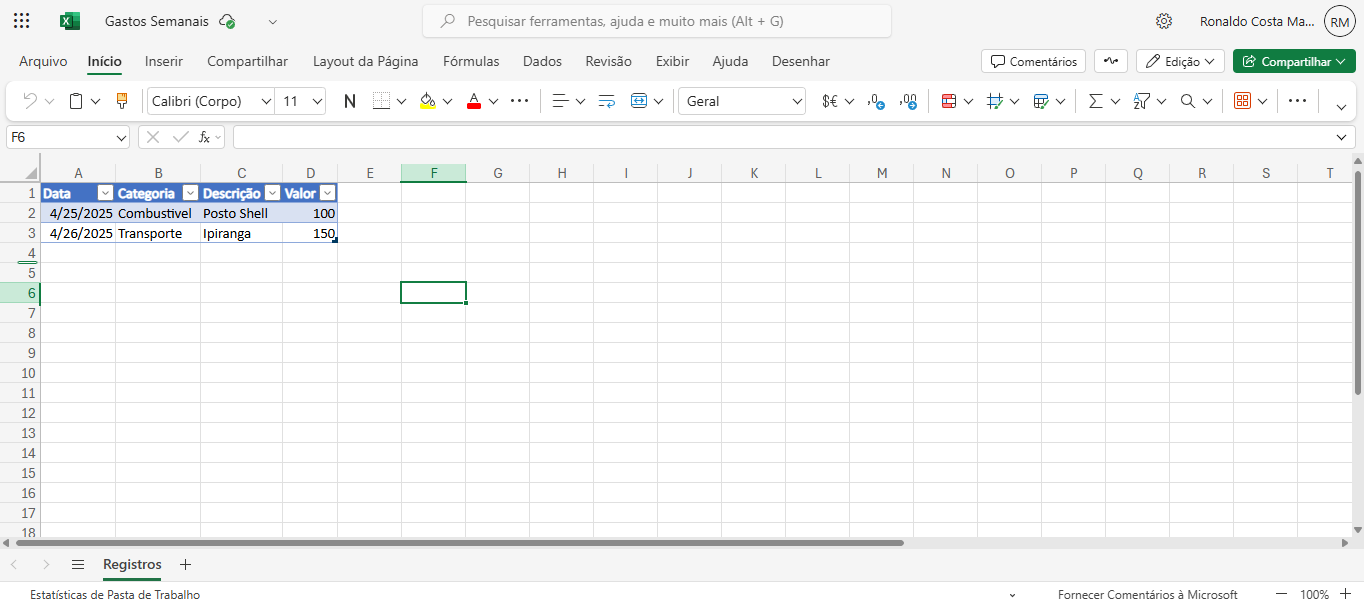 Gastos Semanais
Pesquisar ferramentas, ajuda e muito mais (Alt + G)
Ronaldo Costa Ma... RM
Arquivo Início Inserir Compartilhar Layout da Página Fórmulas Dados Revisão Exibir Ajuda Desenhar Comentários Edição Compartilhar
Calibri (Corpo) 11 N A Geral $€
F6 fx
A B C D E F G H I J K L M N O P Q R S T
1 Data Categoria Descrição Valor
2 4/25/2025 Combustivel Posto Shell 100
3 4/26/2025 Transporte Ipiranga 150
4
5
6
7
8
9
10
11
12
13
14
15
16
17
18
Registros
Estatísticas de Pasta de Trabalho Fornecer Comentários à Microsoft 100%